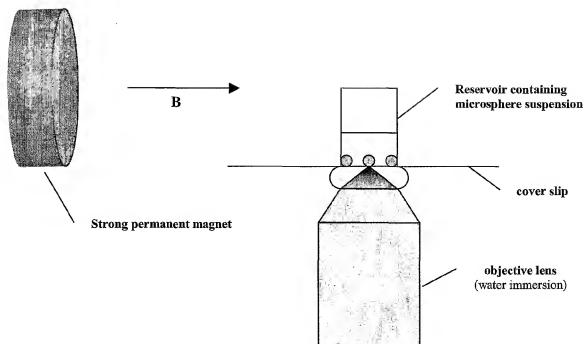 B
Reservoir containing
microsphere suspension
cover slip
Strong permanent magnet
objective lens
(water immersion)